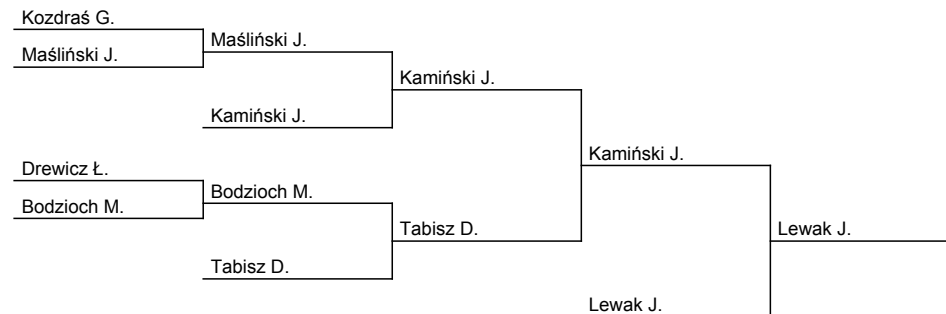 Kozdraś G.
Maśliński J.
Maśliński J.
Kamiński J.
Kamiński J.
Kamiński J.
Drewicz Ł.
Bodzioch M.
Bodzioch M.
Tabisz D.
Lewak J.
Tabisz D.
Lewak J.